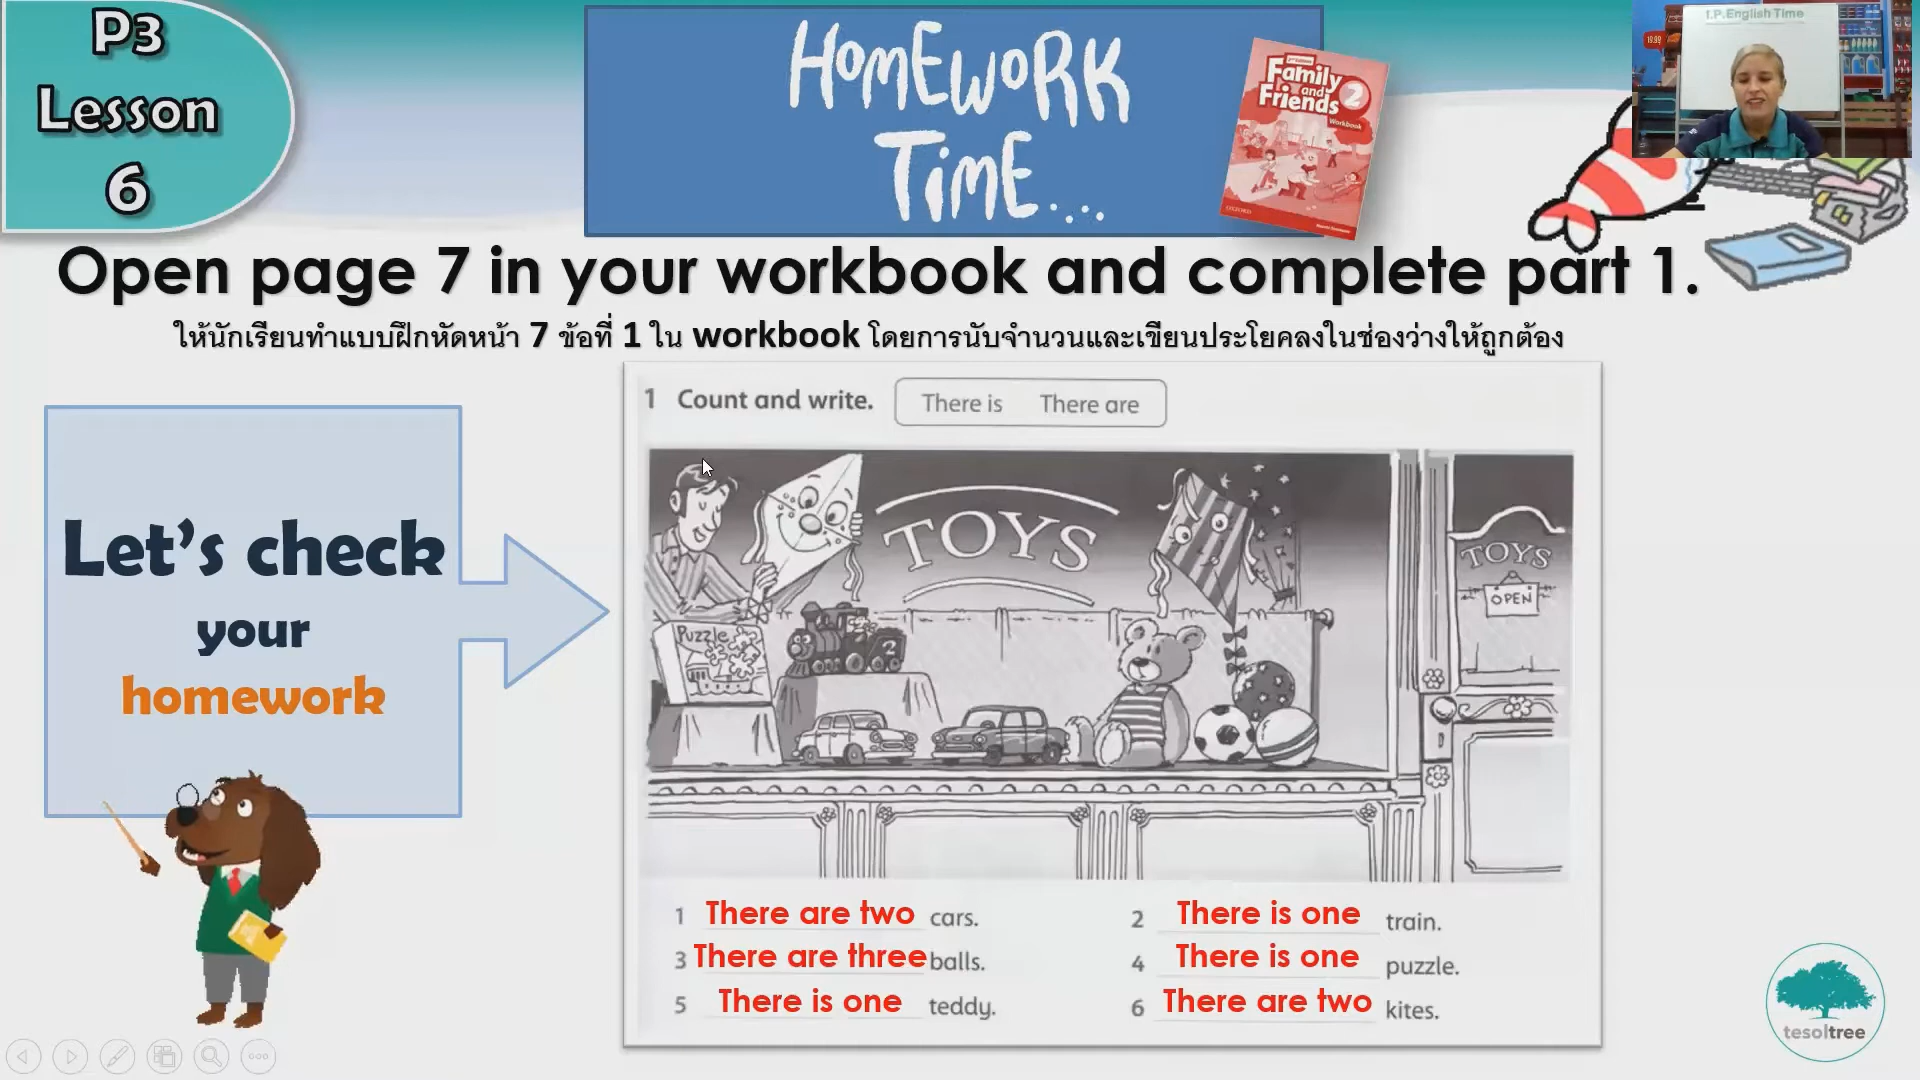 P3
Lesson
6
HOMEWORK
TIME...
2nd Edition
Family
and
Friends 2
Workbook
OXFORD
I.P.English Time
Open page 7 in your workbook and complete part 1.
ให้นักเรียนทำแบบฝึกหัดหน้า 7 ข้อที่ 1 ใน workbook โดยการนับจำนวนและเขียนประโยคลงในช่องว่างให้ถูกต้อง
Let's check
your
homework
1 Count and write. There is There are
TOYS
TOYS
OPEN
Puzzle
2
1 There are two cars.
2 There is one train.
3 There are three balls.
4 There is one puzzle.
5 There is one teddy.
6 There are two kites.
tesoltree